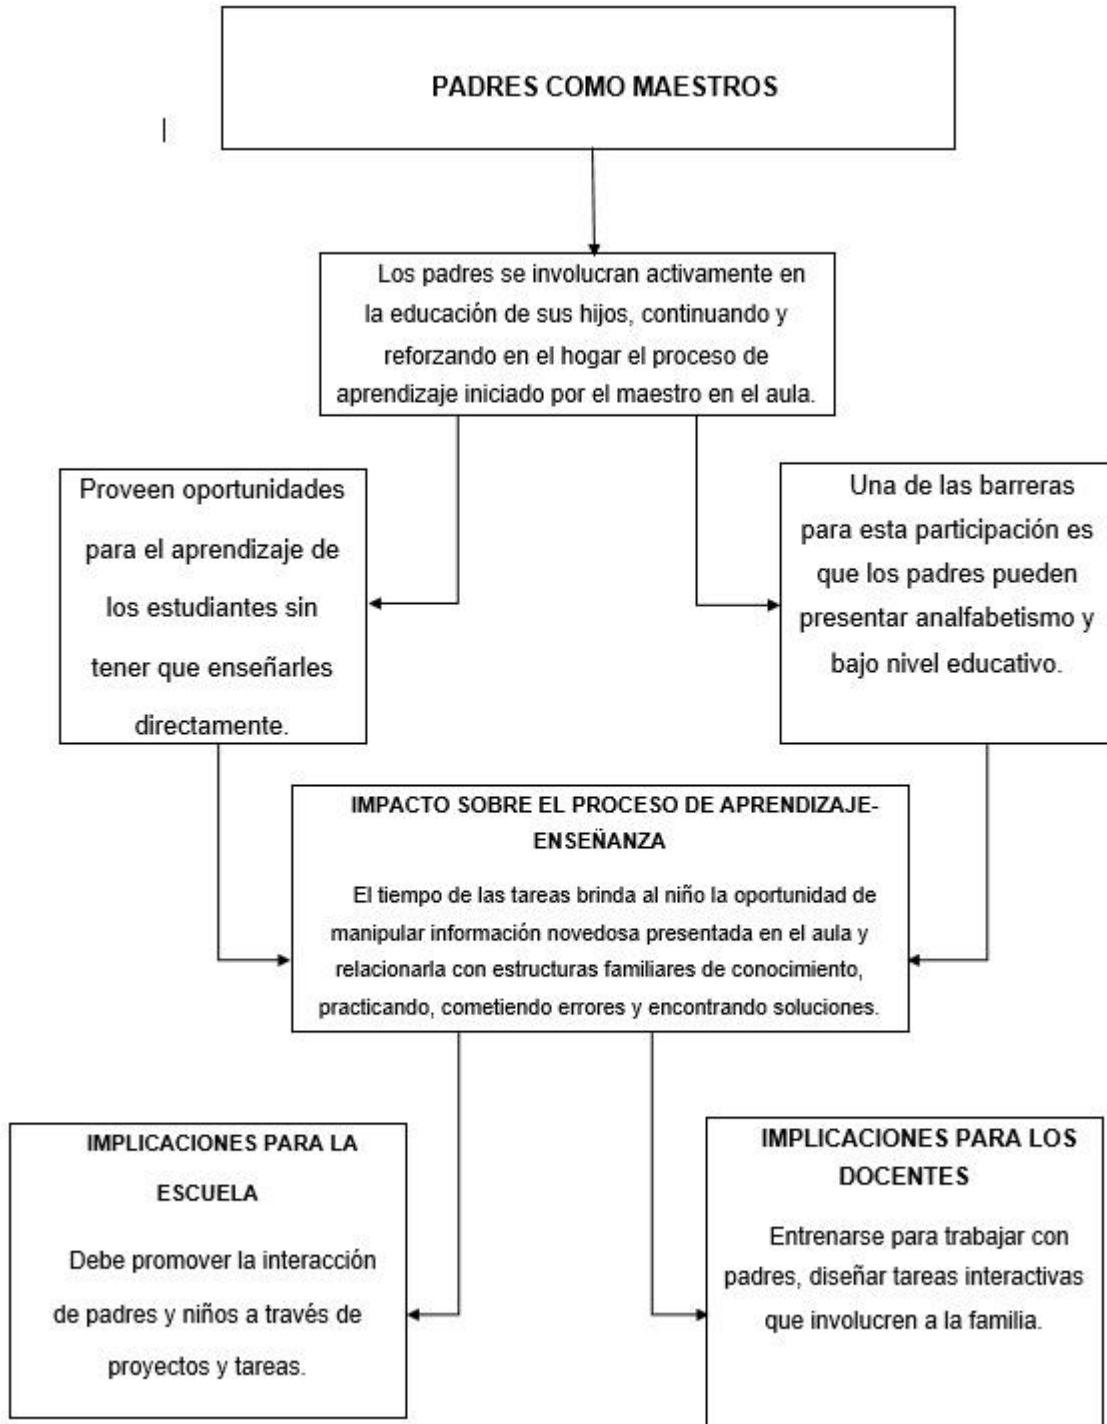 PADRES COMO MAESTROS
Los padres se involucran activamente en
la educación de sus hijos, continuando y
reforzando en el hogar el proceso de
aprendizaje iniciado por el maestro en el aula.
Proveen oportunidades
para el aprendizaje de
los estudiantes sin
tener que enseñarles
directamente.
Una de las barreras
para esta participación es
que los padres pueden
presentar analfabetismo y
bajo nivel educativo.
IMPACTO SOBRE EL PROCESO DE APRENDIZAJE-
ENSEÑANZA
El tiempo de las tareas brinda al niño la oportunidad de
manipular información novedosa presentada en el aula y
relacionarla con estructuras familiares de conocimiento,
practicando, cometiendo errores y encontrando soluciones.
IMPLICACIONES PARA LA
ESCUELA
Debe promover la interacción
de padres y niños a través de
proyectos y tareas.
IMPLICACIONES PARA LOS
DOCENTES
Entrenarse para trabajar con
padres, diseñar tareas interactivas
que involucren a la familia.